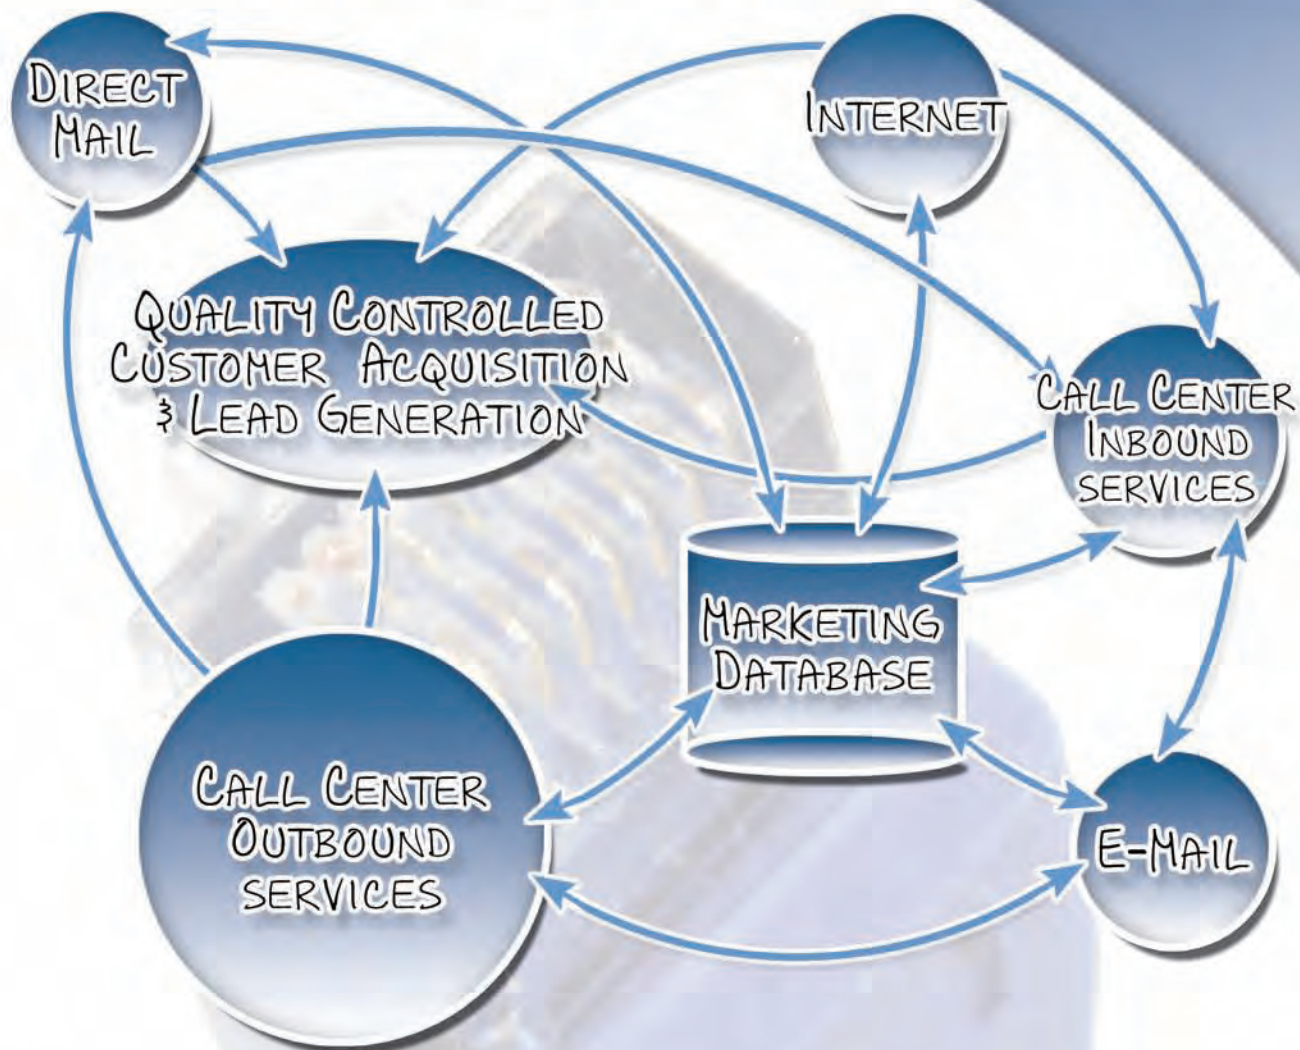 DIRECT
MAIL
INTERNET
QUALITY CONTROLLED
CUSTOMER ACQUISITION
& LEAD GENERATION
CALL CENTER
INBOUND
SERVICES
MARKETING
DATABASE
CALL CENTER
OUTBOUND
SERVICES
E-MAIL